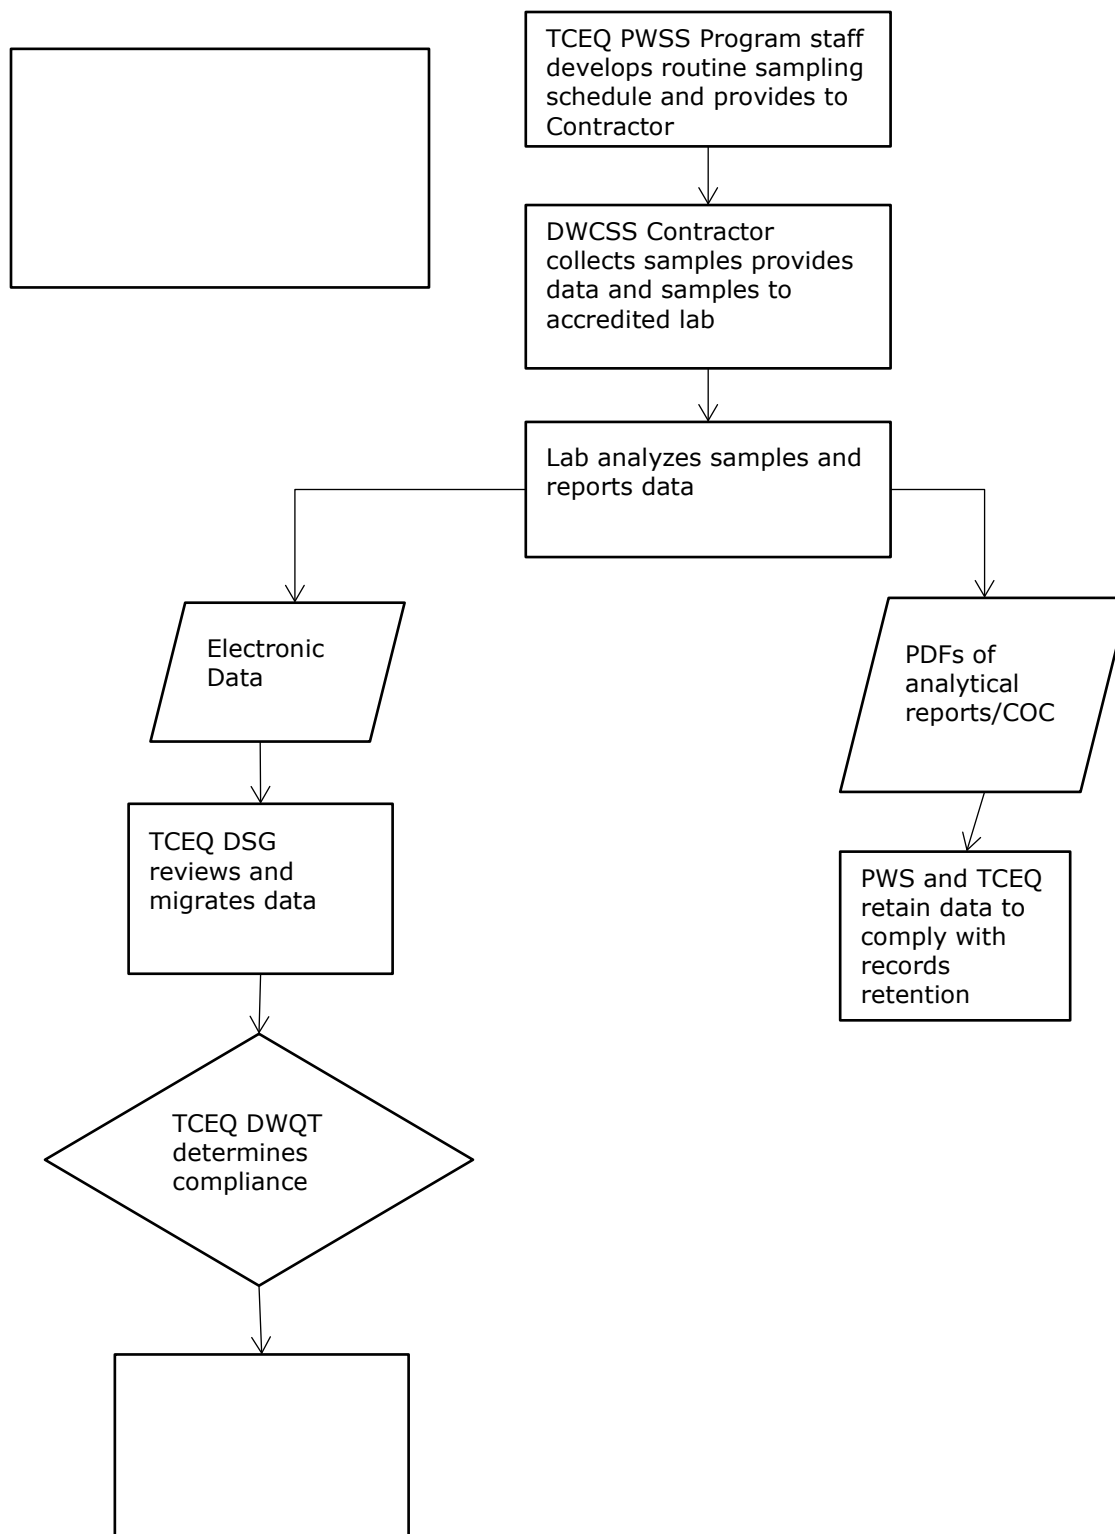 TCEQ PWSS Program staff
develops routine sampling
schedule and provides to
Contractor
DWCSS Contractor
collects samples provides
data and samples to
accredited lab
Lab analyzes samples and
reports data
Electronic
Data
PDFs of
analytical
reports/COC
TCEQ DSG
reviews and
migrates data
PWS and TCEQ
retain data to
comply with
records
retention
TCEQ DWQT
determines
compliance